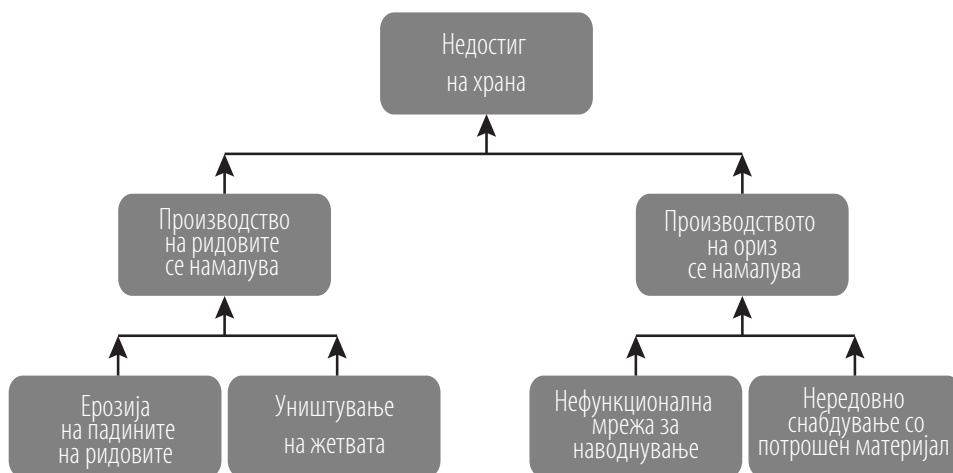 Недостиг
на храна
Производство
на ридовите
се намалува
Производството
на ориз
се намалува
Ерозија
на падините
на ридовите
Уништување
на жетвата
Нефункционална
мрежа за
наводнување
Нередовно
снабдување со
потрошен материјал